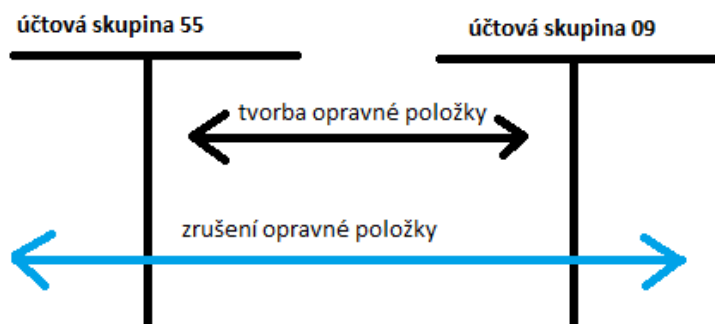 účtová skupina 55
účtová skupina 09
tvorba opravné položky
zrušení opravné položky